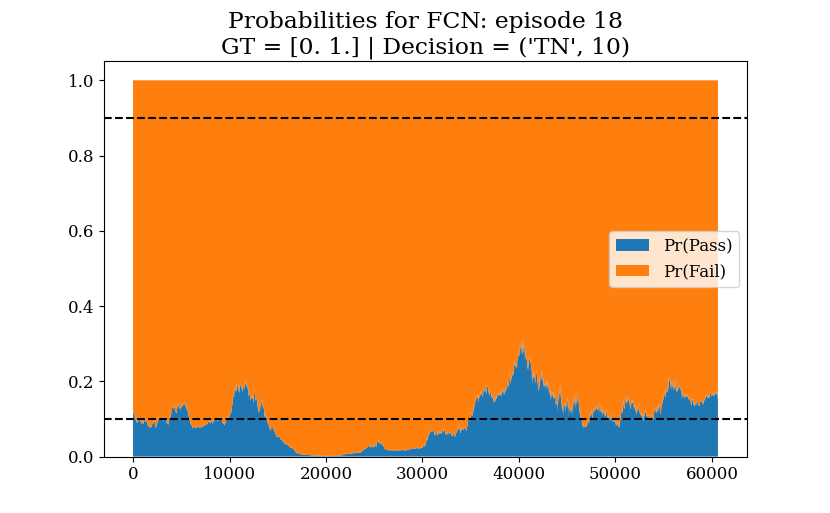 Probabilities for FCN: episode 18
GT = [0. 1.] | Decision = ('TN', 10)
1.0
0.8
0.6
0.4
0.2
0.0
Pr(Pass)
Pr(Fail)
0 10000 20000 30000 40000 50000 60000